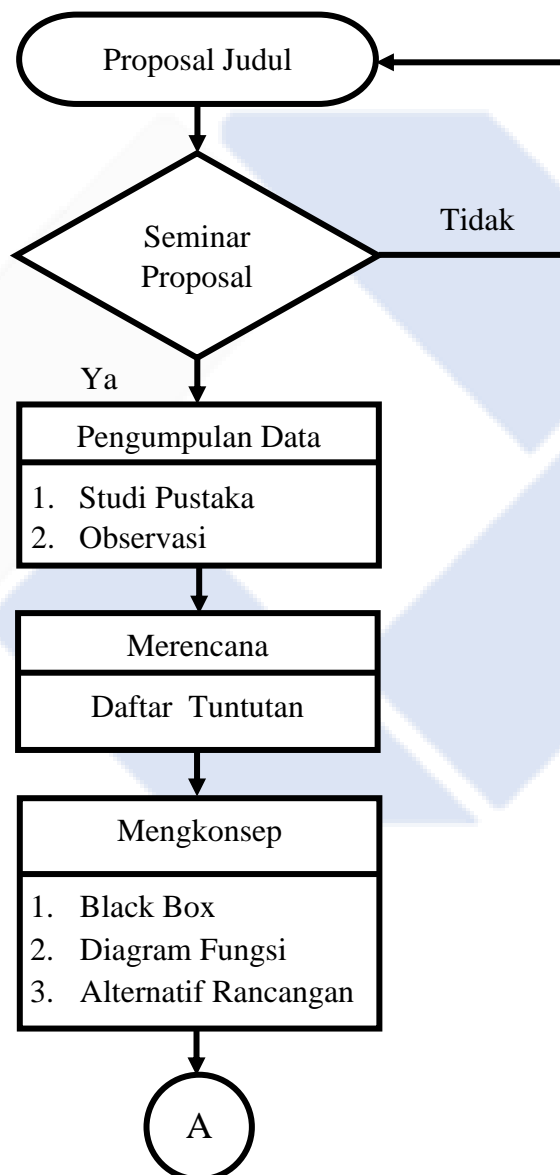 Proposal Judul
Seminar
Proposal
Tidak
Ya
Pengumpulan Data
1. Studi Pustaka
2. Observasi
Merencana
Daftar Tuntutan
Mengkonsep
1. Black Box
2. Diagram Fungsi
3. Alternatif Rancangan
A